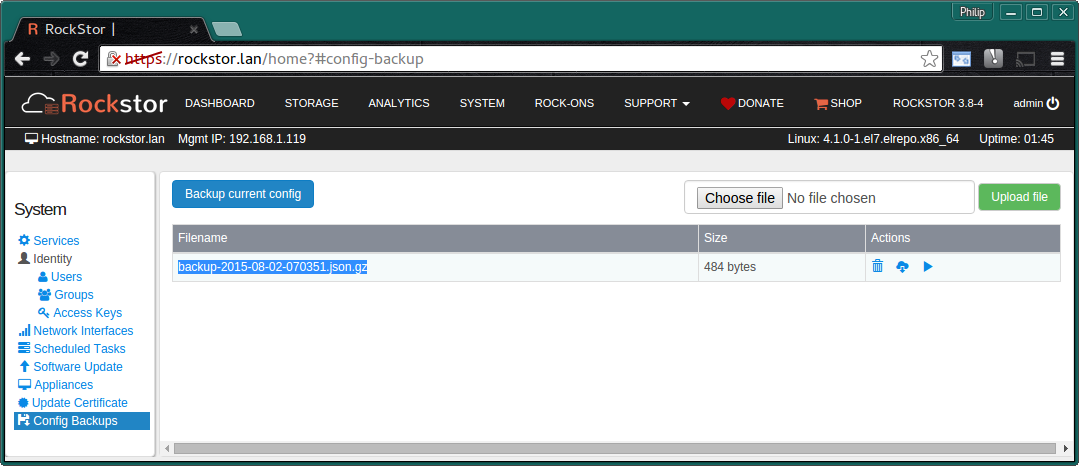 Philip
R RockStor |
https://rockstor.lan/home?#config-backup
Rockstor DASHBOARD STORAGE ANALYTICS SYSTEM ROCK-ONS SUPPORT DONATE SHOP ROCKSTOR 3.8-4 admin
Hostname: rockstor.lan Mgmt IP: 192.168.1.119 Linux: 4.1.0-1.el7.elrepo.x86_64 Uptime: 01:45
System
Services
Identity
Users
Groups
Access Keys
Network Interfaces
Scheduled Tasks
Software Update
Appliances
Update Certificate
Config Backups
Backup current config Choose file No file chosen Upload file
Filename Size Actions
backup-2015-08-02-070351.json.gz 484 bytes